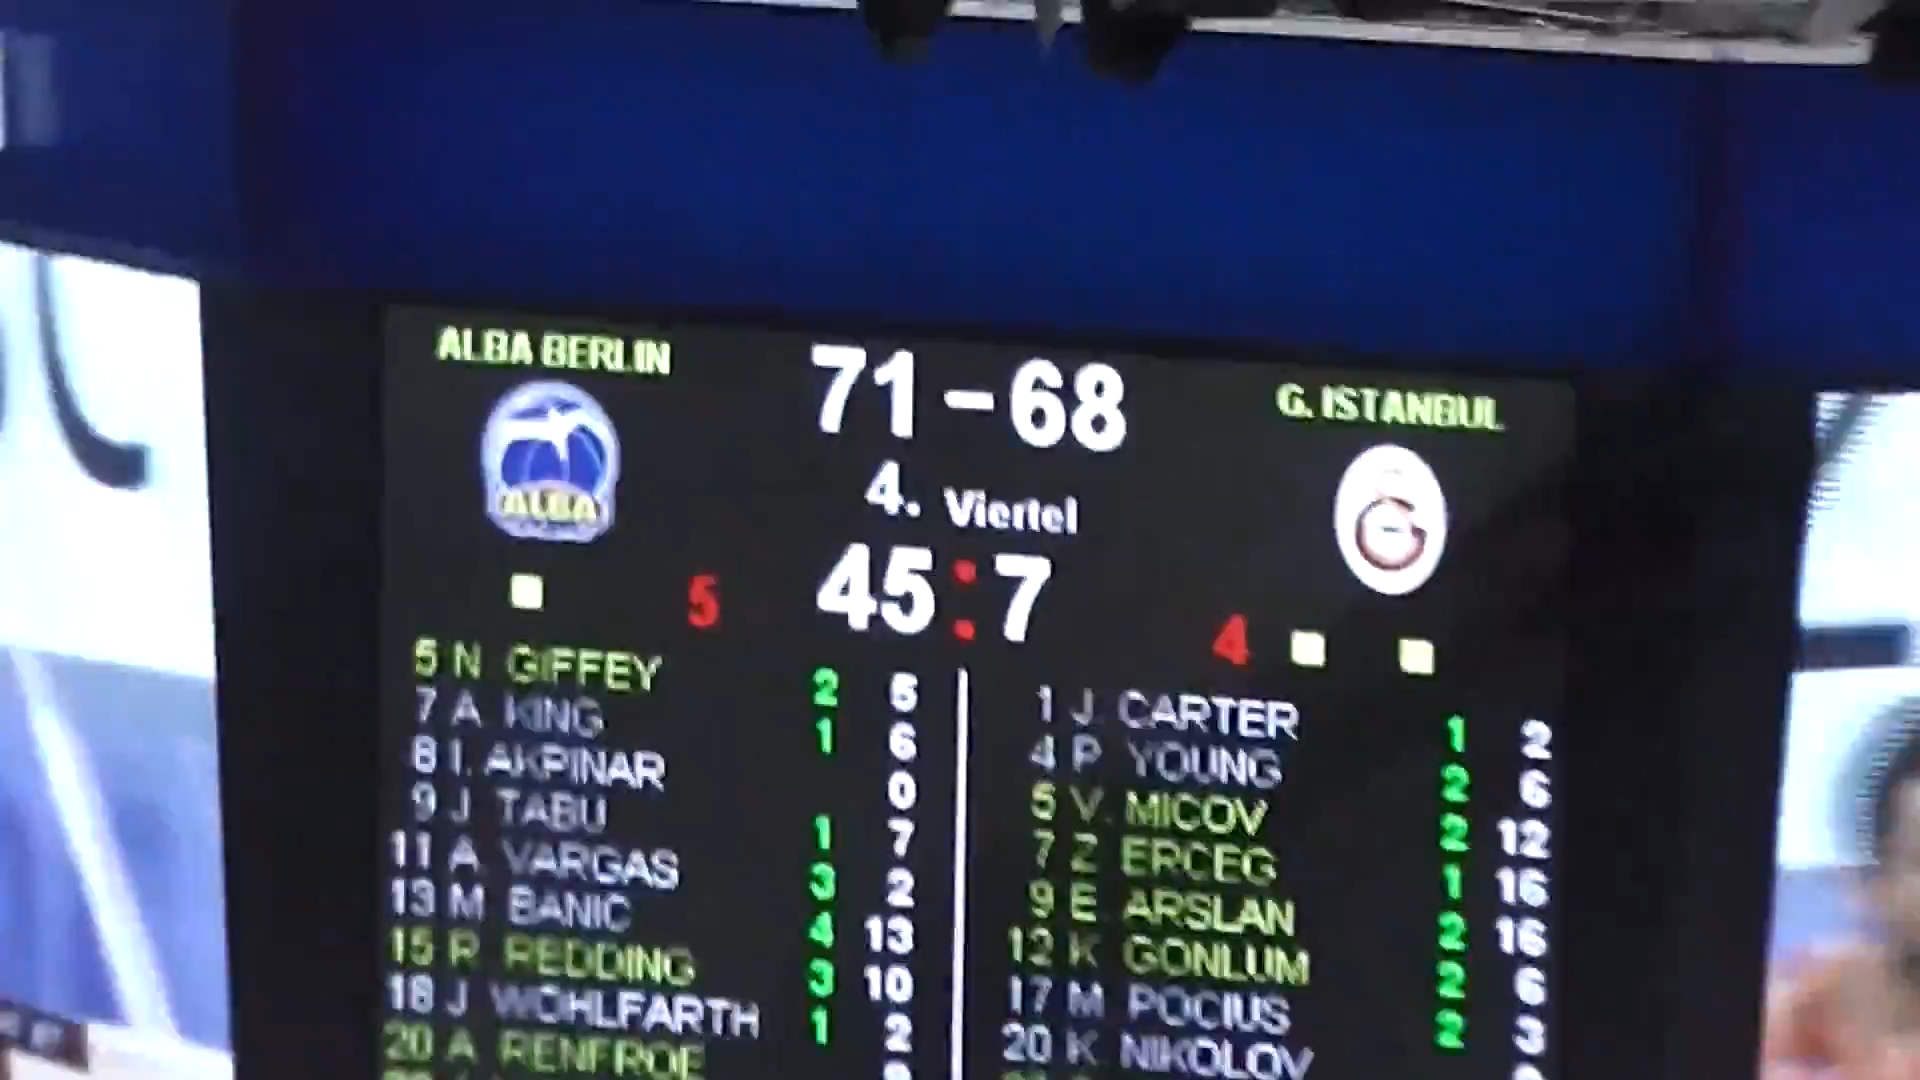 ALBA BERLIN
71-68
G. ISTANBUL
ALBA
4. Viertel
45:7
5
4
5 N GIFFEY 2 5
7 A KING 1 6
8 I. AKPINAR 0
9 J TABU 1 7
11 A VARGAS 3 2
13 M BANIC 4 13
15 R REDDING 3 10
18 J WOHLFARTH 1 2
20 A RENFROE
1 J. CARTER 1 2
4 P YOUNG 2 6
5 V. MICOV 2 12
7 Z ERCEG 1 16
9 E ARSLAN 2 16
12 K GONLUM 2 6
17 M POCIUS 2 3
20 K NIKOLOV